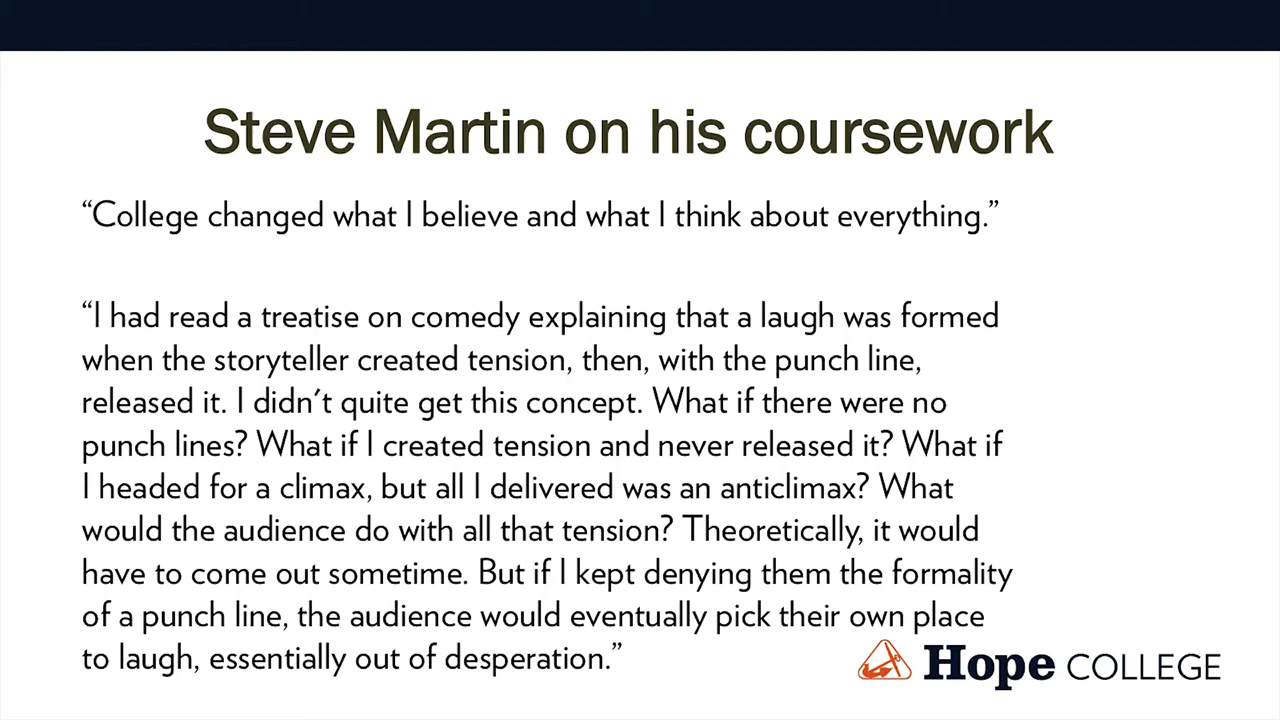 Steve Martin on his coursework
“College changed what I believe and what I think about everything.”
“I had read a treatise on comedy explaining that a laugh was formed
when the storyteller created tension, then, with the punch line,
released it. I didn't quite get this concept. What if there were no
punch lines? What if I created tension and never released it? What if
I headed for a climax, but all I delivered was an anticlimax? What
would the audience do with all that tension? Theoretically, it would
have to come out sometime. But if I kept denying them the formality
of a punch line, the audience would eventually pick their own place
to laugh, essentially out of desperation.”
Hope COLLEGE